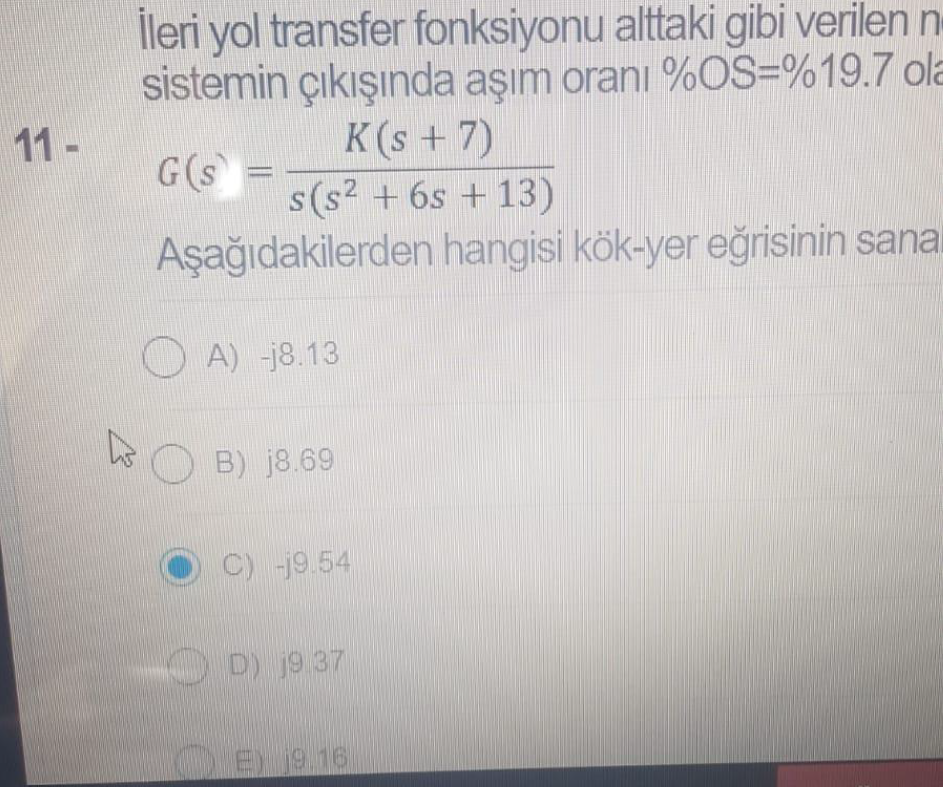 İleri yol transfer fonksiyonu alttaki gibi verilen
sistemin çıkışında aşım oranı %OS=%19.7
11 -
G(s) = K(s + 7) / s(s² + 6s + 13)
Aşağıdakilerden hangisi kök-yer eğrisinin
A) -j8.13
B) j8.69
C) -j9.54
D) j9.37
E) j9.16